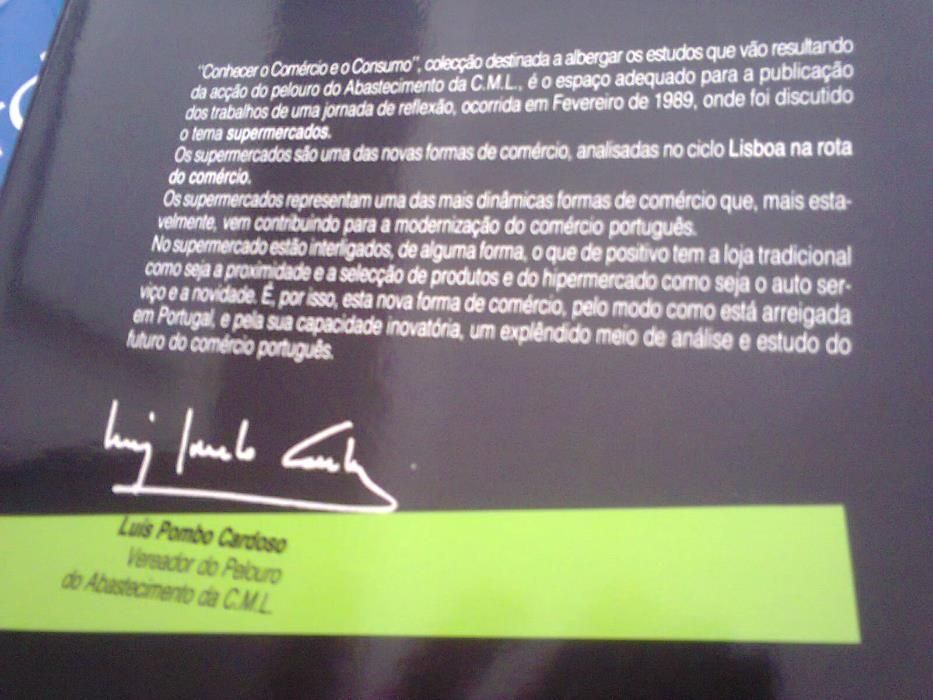 "Conhecer o Comércio e o Consumo", colecção destinada a albergar os estudos que vão resultando
da acção do pelouro do Abastecimento da C.M.L., é o espaço adequado para a publicação
dos trabalhos de uma jornada de reflexão, ocorrida em Fevereiro de 1989, onde foi discutido
o tema supermercados.
Os supermercados são uma das novas formas de comércio, analisadas no ciclo Lisboa na rota
do comércio.
Os supermercados representam uma das mais dinâmicas formas de comércio que, mais esta-
velmente, vem contribuindo para a modernização do comércio português.
No supermercado estão interligados, de alguma forma, o que de positivo tem a loja tradicional
como seja a proximidade e a selecção de produtos e do hipermercado como seja o auto ser-
viço e a novidade. É, por isso, esta nova forma de comércio, pelo modo como está arreigada
em Portugal, e pela sua capacidade inovatória, um explêndido meio de análise e estudo do
futuro do comércio português.
Luís Pombo Cardoso
Vereador do Pelouro
do Abastecimento da C.M.L.